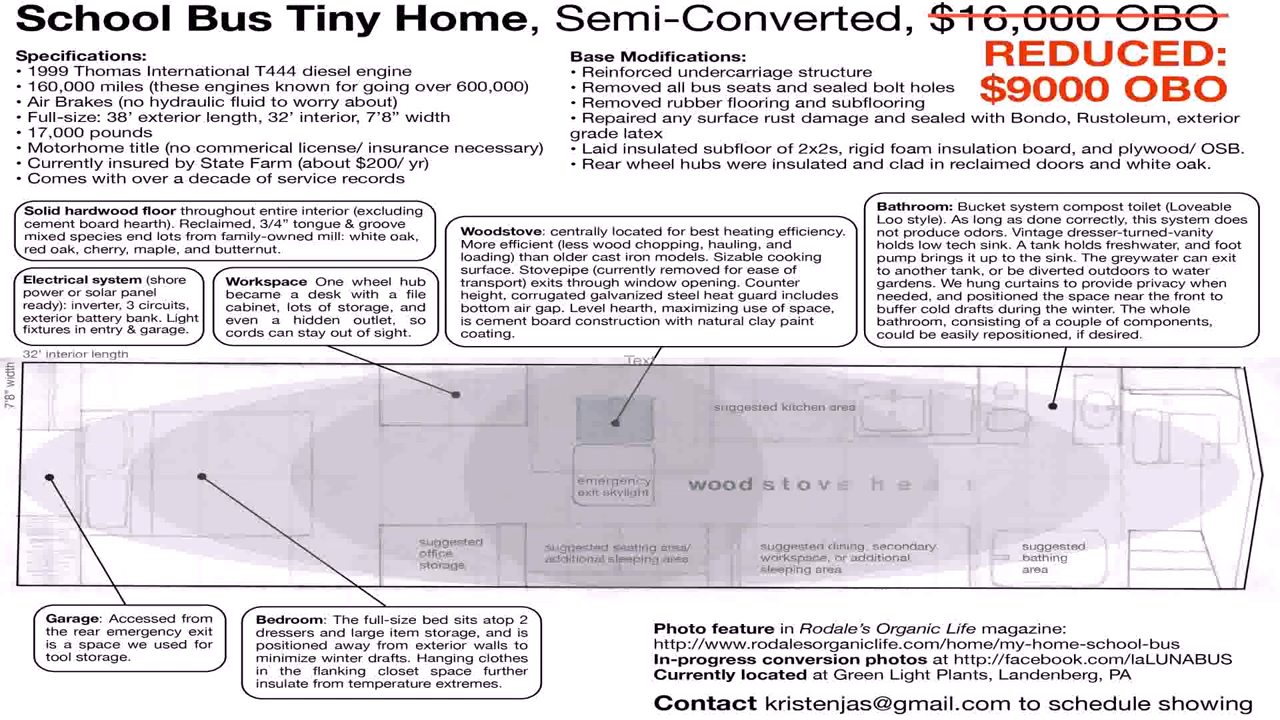 School Bus Tiny Home, Semi-Converted, $16,000 OBO
REDUCED:
$9000 OBO
Specifications:
• 1999 Thomas International T444 diesel engine
• 160,000 miles (these engines known for going over 600,000)
• Air Brakes (no hydraulic fluid to worry about)
• Full-size: 38’ exterior length, 32’ interior, 7’8” width
• 17,000 pounds
• Motorhome title (no commerical license/ insurance necessary)
• Currently insured by State Farm (about $200/ yr)
• Comes with over a decade of service records
Base Modifications:
• Reinforced undercarriage structure
• Removed all bus seats and sealed bolt holes
• Removed rubber flooring and subflooring
• Repaired any surface rust damage and sealed with Bondo, Rustoleum, exterior
grade latex
• Laid insulated subfloor of 2x2s, rigid foam insulation board, and plywood/ OSB.
• Rear wheel hubs were insulated and clad in reclaimed doors and white oak.
Solid hardwood floor throughout entire interior (excluding
cement board hearth). Reclaimed, 3/4” tongue & groove
mixed species end lots from family-owned mill: white oak,
red oak, cherry, maple, and butternut.
Electrical system (shore
power or solar panel
ready): inverter, 3 circuits,
exterior battery bank. Light
fixtures in entry & garage.
Workspace One wheel hub
became a desk with a file
cabinet, lots of storage, and
even a hidden outlet, so
cords can stay out of sight.
Woodstove: centrally located for best heating efficiency.
More efficient (less wood chopping, hauling, and
loading) than older cast iron models. Sizable cooking
surface. Stovepipe (currently removed for ease of
transport) exits through window opening. Counter
height, corrugated galvanized steel heat guard includes
bottom air gap. Level hearth, maximizing use of space,
is cement board construction with natural clay paint
coating.
Bathroom: Bucket system compost toilet (Loveable
Loo style). As long as done correctly, this system does
not produce odors. Vintage dresser-turned-vanity
holds low tech sink. A tank holds freshwater, and foot
pump brings it up to the sink. The greywater can exit
to another tank, or be diverted outdoors to water
gardens. We hung curtains to provide privacy when
needed, and positioned the space near the front to
buffer cold drafts during the winter. The whole
bathroom, consisting of a couple of components,
could be easily repositioned, if desired.
32’ interior length
7’8” width
Text
suggested kitchen area
emergency
exit skylight
wood stove hea
suggested
office
storage
suggested seating area/
additional sleeping area
suggested dining, secondary
workspace, or additional
sleeping area
suggested
bathing
area
Garage: Accessed from
the rear emergency exit
is a space we used for
tool storage.
Bedroom: The full-size bed sits atop 2
dressers and large item storage, and is
positioned away from exterior walls to
minimize winter drafts. Hanging clothes
in the flanking closet space further
insulate from temperature extremes.
Photo feature in Rodale’s Organic Life magazine:
http://www.rodalesorganiclife.com/home/my-home-school-bus
In-progress conversion photos at http://facebook.com/laLUNABUS
Currently located at Green Light Plants, Landenberg, PA
Contact kristenjas@gmail.com to schedule showing